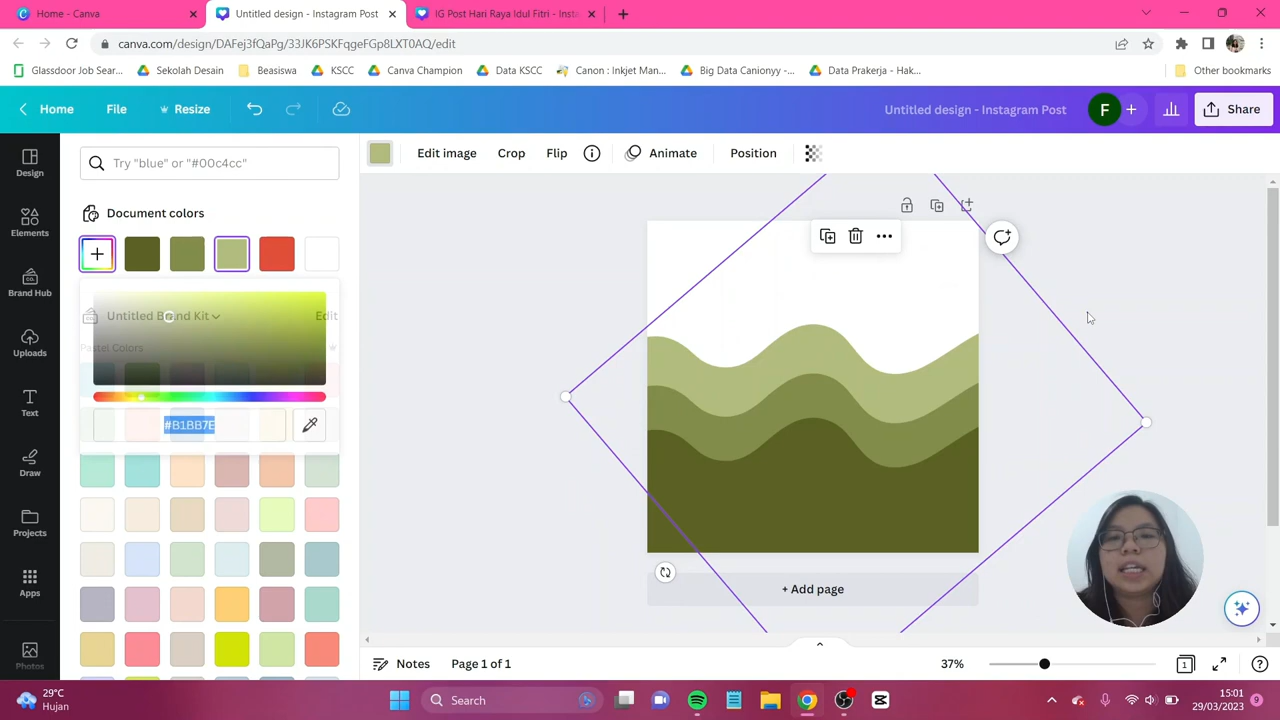 Home - Canva
Untitled design - Instagram Post
IG Post Hari Raya Idul Fitri - Inst
canva.com/design/DAFej3fQaPg/33JK6PSKFqgeFGp8LXT0AQ/edit
Glassdoor Job Sear...
Sekolah Desain
Beasiswa
KSCC
Canva Champion
Data KSCC
Canon : Inkjet Man...
Big Data Canionyy -...
Data Prakerja - Hak...
Other bookmarks
Home
File
Resize
Untitled design - Instagram Post
F
Share
Design
Elements
Brand Hub
Uploads
Text
Draw
Projects
Apps
Photos
Try "blue" or "#00c4cc"
Document colors
Untitled Brand Kit
Edit
Pastel Colors
#B1BB7E
Edit image
Crop
Flip
Animate
Position
+ Add page
Notes
Page 1 of 1
37%
1
29°C
Hujan
Search
15:01
29/03/2023